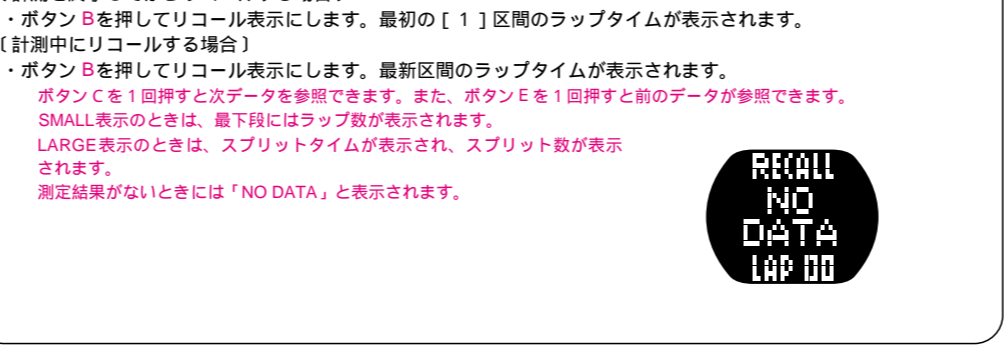 ・ボタン Bを押してリコール表示にします。最初の［ １ ］区間のラップタイムが表示されます。
〔 計測中にリコールする場合 〕
・ボタン Bを押してリコール表示にします。最新区間のラップタイムが表示されます。
ボタン C を１回押すと次データを参照できます。また、ボタン E を１回押すと前のデータが参照できます。
SMALL表示のときは、最下段にはラップ数が表示されます。
LARGE表示のときは、スプリットタイムが表示され、スプリット数が表示
されます。
測定結果がないときには「NO DATA」と表示されます。
RECALL
NO
DATA
LAP 00